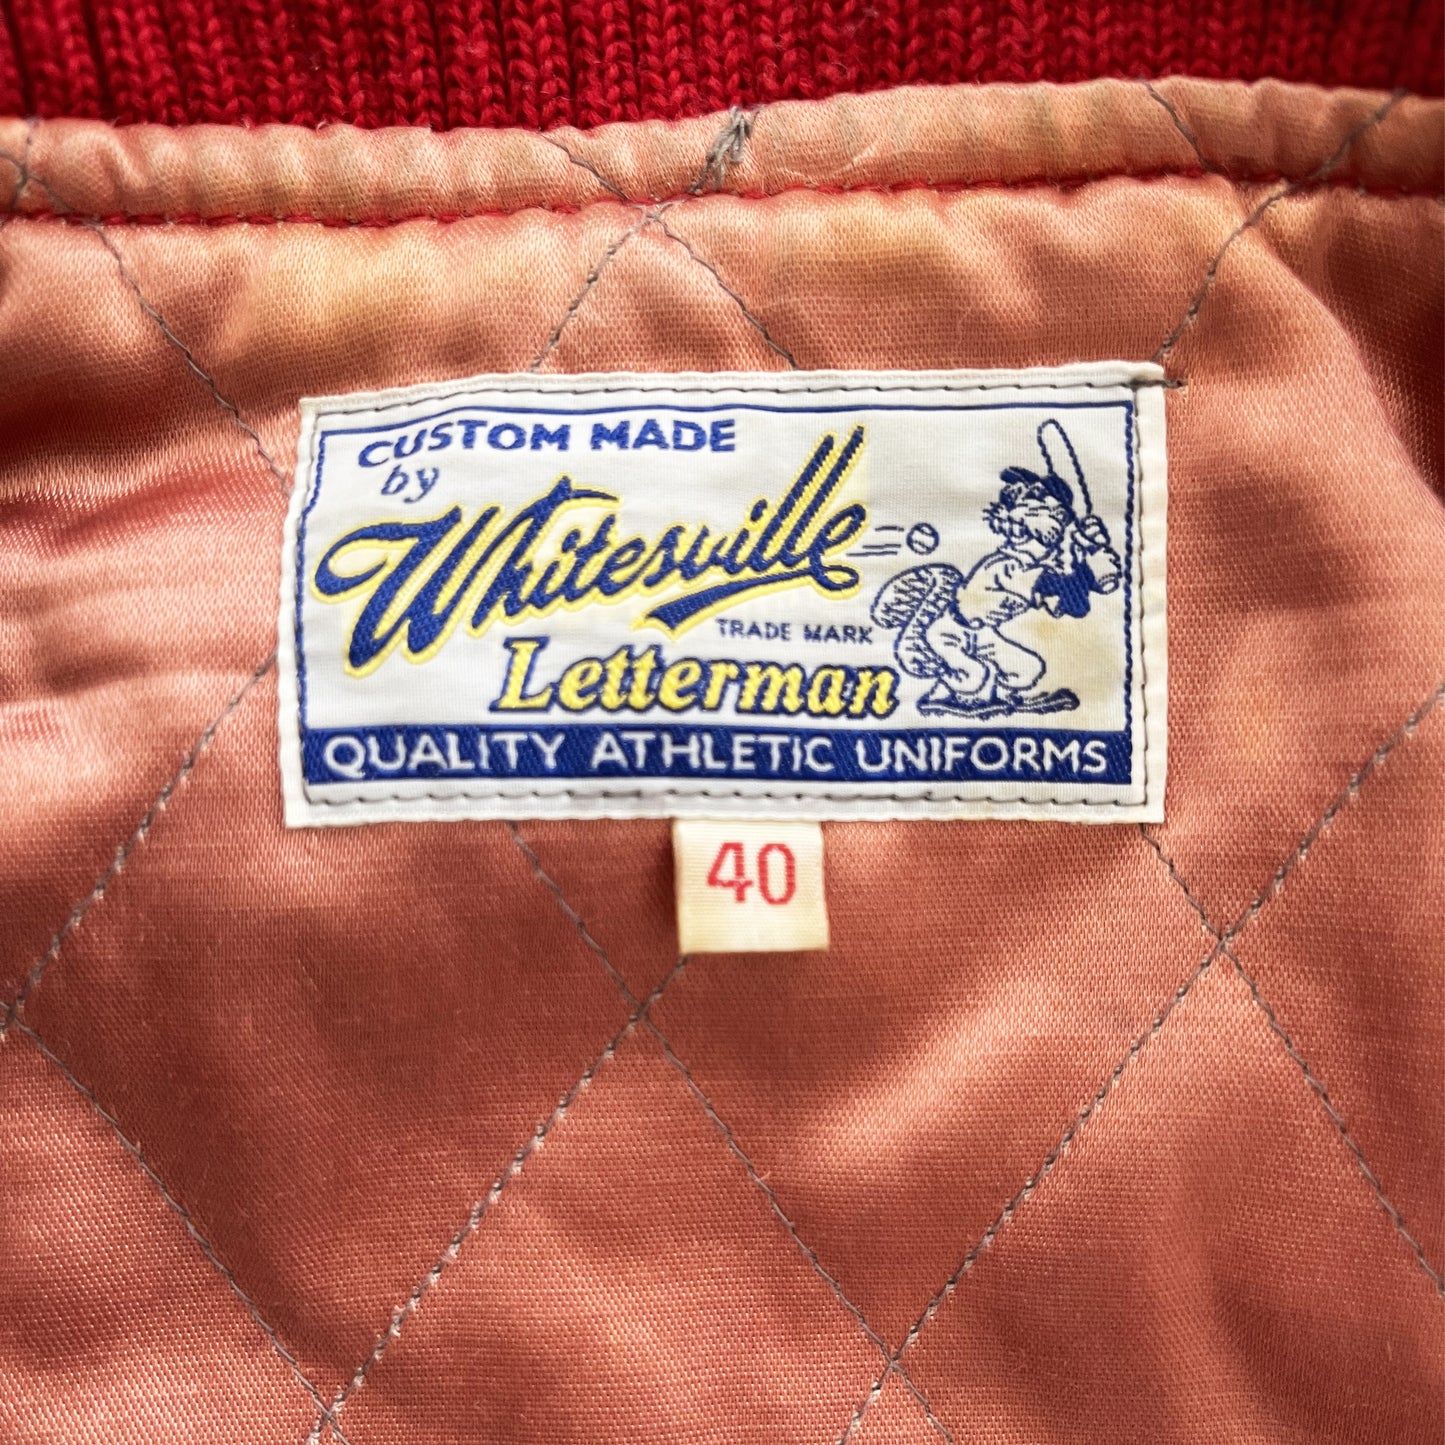 CUSTOM MADE
by
Whitesville
TRADE MARK
Letterman
QUALITY ATHLETIC UNIFORMS
40